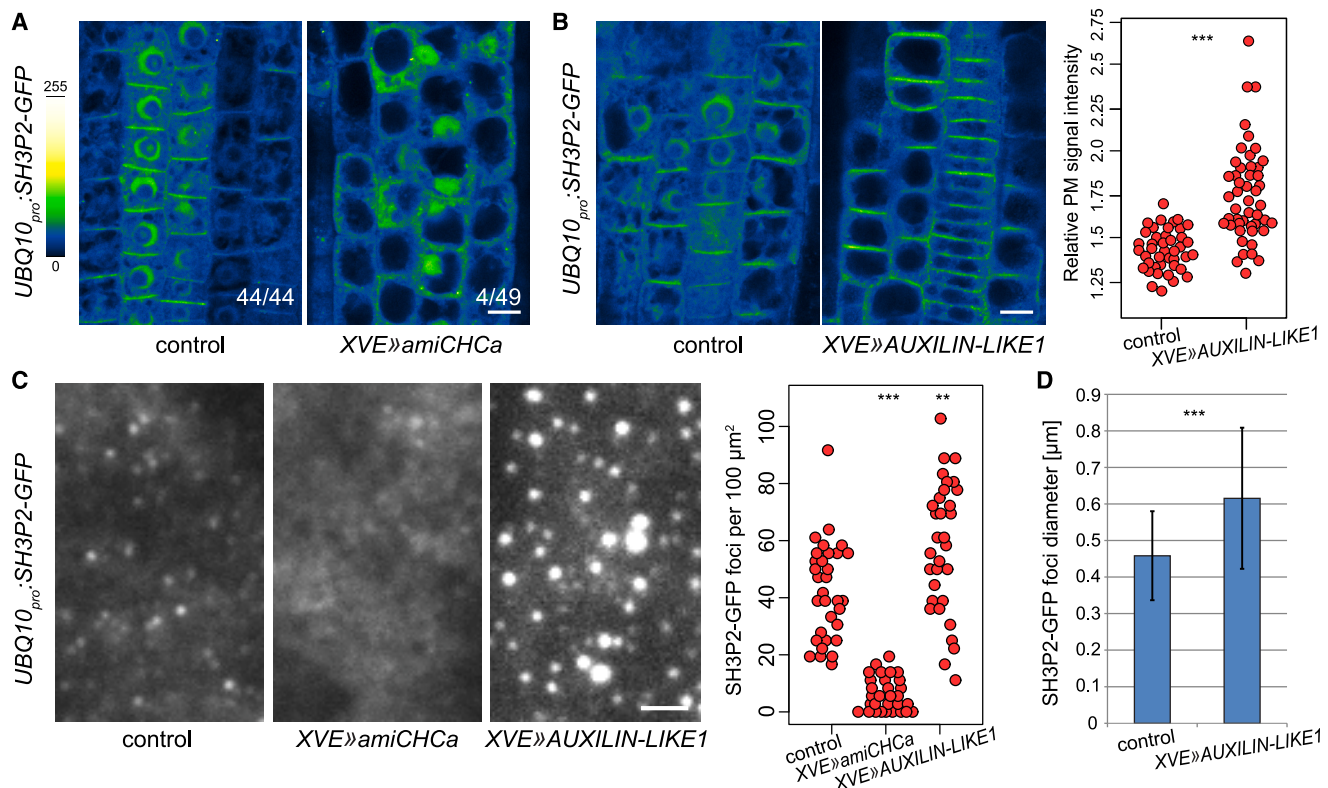 A
UBQ10pro:SH3P2-GFP
255
0
44/44
4/49
control
XVE»amiCHCa
B
UBQ10pro:SH3P2-GFP
control
XVE»AUXILIN-LIKE1
Relative PM signal intensity
2.75
2.5
2.25
2.0
1.75
1.5
1.25
***
control
XVE»AUXILIN-LIKE1
C
UBQ10pro:SH3P2-GFP
control
XVE»amiCHCa
XVE»AUXILIN-LIKE1
SH3P2-GFP foci per 100 µm²
100
80
60
40
20
0
***
**
control
XVE»amiCHCa
XVE»AUXILIN-LIKE1
D
SH3P2-GFP foci diameter [µm]
0.9
0.8
0.7
0.6
0.5
0.4
0.3
0.2
0.1
0
***
control
XVE»AUXILIN-LIKE1